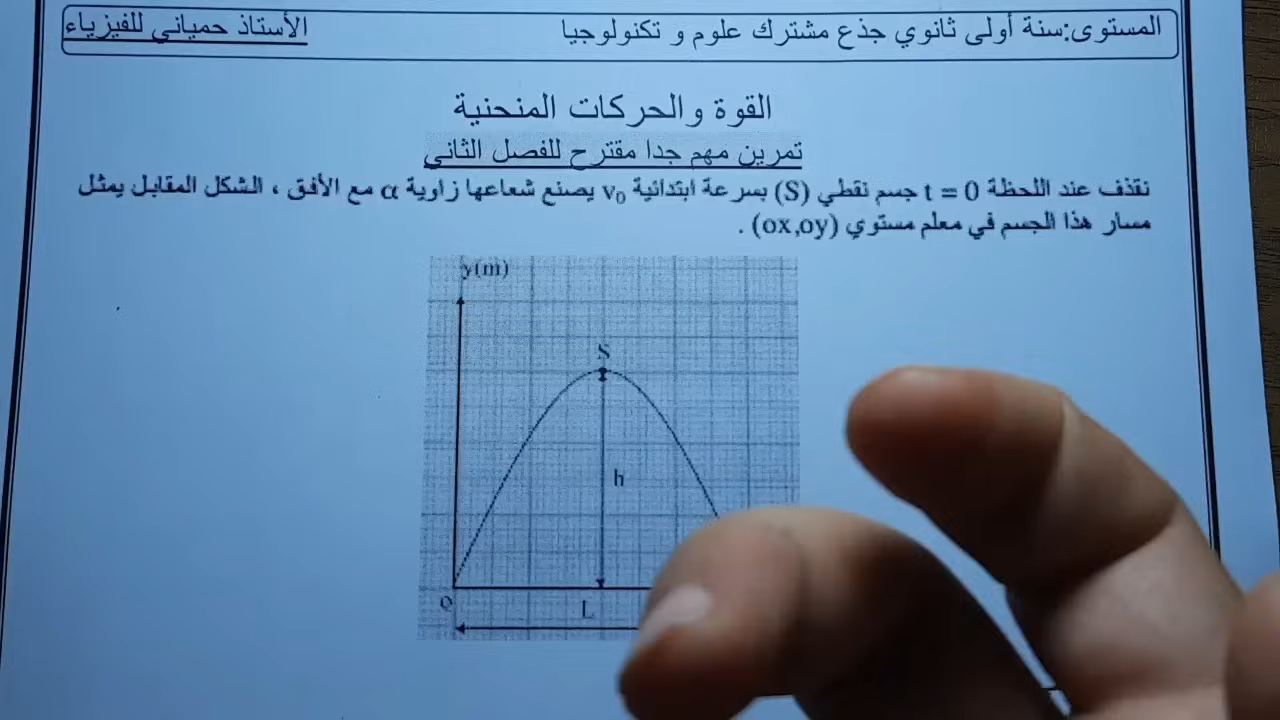 المستوى:سنة أولى ثانوي جذع مشترك علوم و تكنولوجيا
الأستاذ حمياني للفيزياء
القوة والحركات المنحنية
تمرين مهم جدا مقترح للفصل الثاني
نقذف عند اللحظة t = 0 جسم نقطي (S) بسرعة ابتدائية v₀ يصنع شعاعها زاوية α مع الأفق ، الشكل المقابل يمثل
مسار هذا الجسم في معلم مستوي (ox,oy) .
y(m)
S
h
O
L